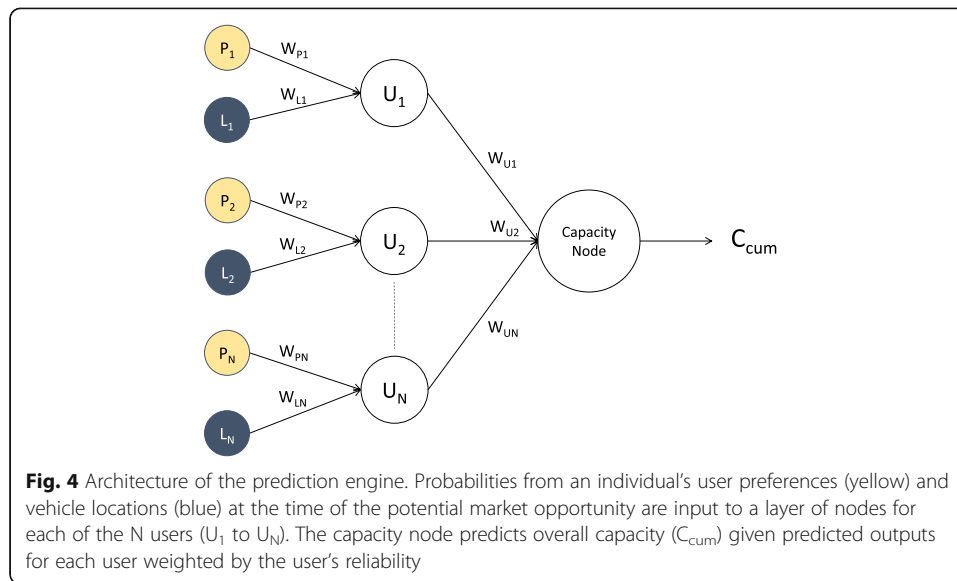 P1
WP1
L1
WL1
U1
WU1
P2
WP2
L2
WL2
U2
WU2
Capacity
Node
Ccum
PN
WPN
LN
WLN
UN
WUN
Fig. 4 Architecture of the prediction engine. Probabilities from an individual's user preferences (yellow) and
vehicle locations (blue) at the time of the potential market opportunity are input to a layer of nodes for
each of the N users (U1 to UN). The capacity node predicts overall capacity (Ccum) given predicted outputs
for each user weighted by the user's reliability